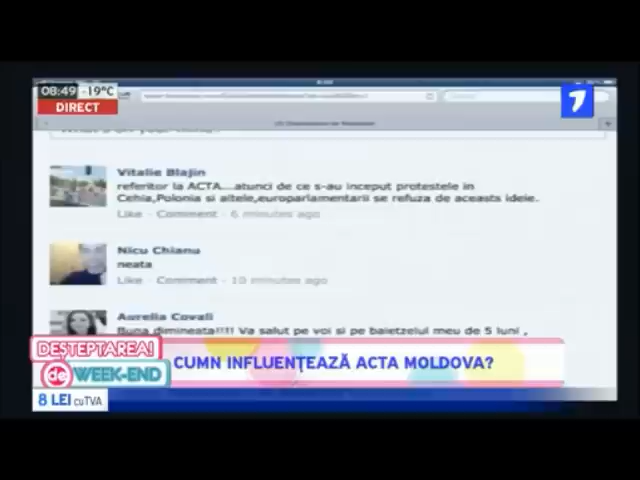 08:49 -19°C
DIRECT
7
Vitalie Blajin
referitor la ACTA...atunci de ce s-au inceput protestele in
Cehia,Polonia si altele,europarlamentarii se refuza de aceasts ideie.
Like · Comment · 6 minutes ago
Nicu Chianu
neata
Like · Comment · 10 minutes ago
Aurelia Covali
Buna dimineata!!!! Va salut pe voi si pe baietzelul meu de 5 luni ,
DEȘTEPTAREA!
de WEEK-END
CUMN INFLUENȚEAZĂ ACTA MOLDOVA?
8 LEI cu TVA